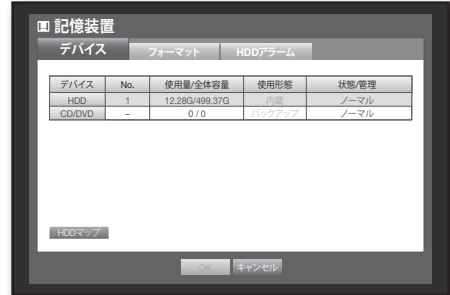 記憶装置
デバイス フォーマット HDDアラーム
デバイス No. 使用量/全体容量 使用形態 状態/管理
HDD 1 12.28G/499.37G 内蔵 ノーマル
CD/DVD – 0 / 0 バックアップ ノーマル
HDDマップ
OK キャンセル